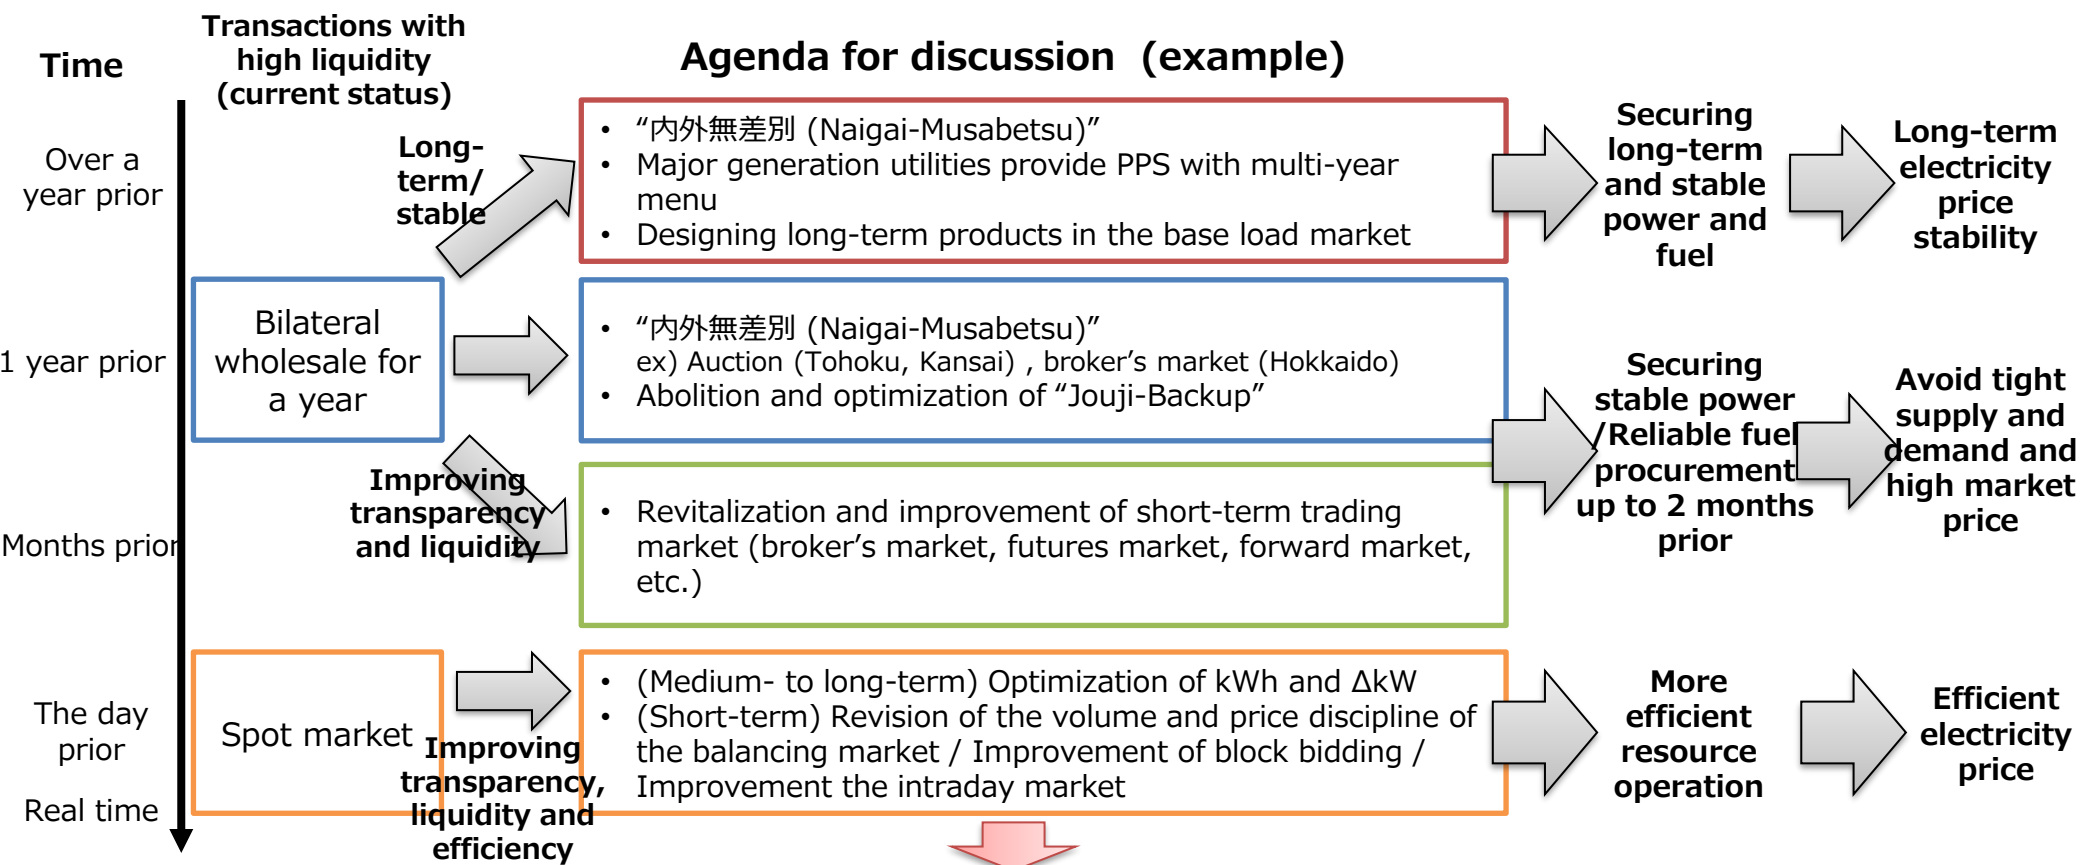 Time
Transactions with
high liquidity
(current status)
Agenda for discussion (example)
Over a
year prior
Long-
term/
stable
• “内外無差別 (Naigai-Musabetsu)”
• Major generation utilities provide PPS with multi-year
menu
• Designing long-term products in the base load market
Securing
long-term
and stable
power and
fuel
Long-term
electricity
price
stability
1 year prior
Bilateral
wholesale for
a year
• “内外無差別 (Naigai-Musabetsu)”
ex) Auction (Tohoku, Kansai) , broker’s market (Hokkaido)
• Abolition and optimization of “Jouji-Backup”
Securing
stable power
/Reliable fuel
procurement
up to 2 months
prior
Avoid tight
supply and
demand and
high market
price
Months prior
Improving
transparency
and liquidity
• Revitalization and improvement of short-term trading
market (broker’s market, futures market, forward market,
etc.)
The day
prior
Real time
Spot market
Improving
transparency,
liquidity and
efficiency
• (Medium- to long-term) Optimization of kWh and ΔkW
• (Short-term) Revision of the volume and price discipline of
the balancing market / Improvement of block bidding /
Improvement the intraday market
More
efficient
resource
operation
Efficient
electricity
price